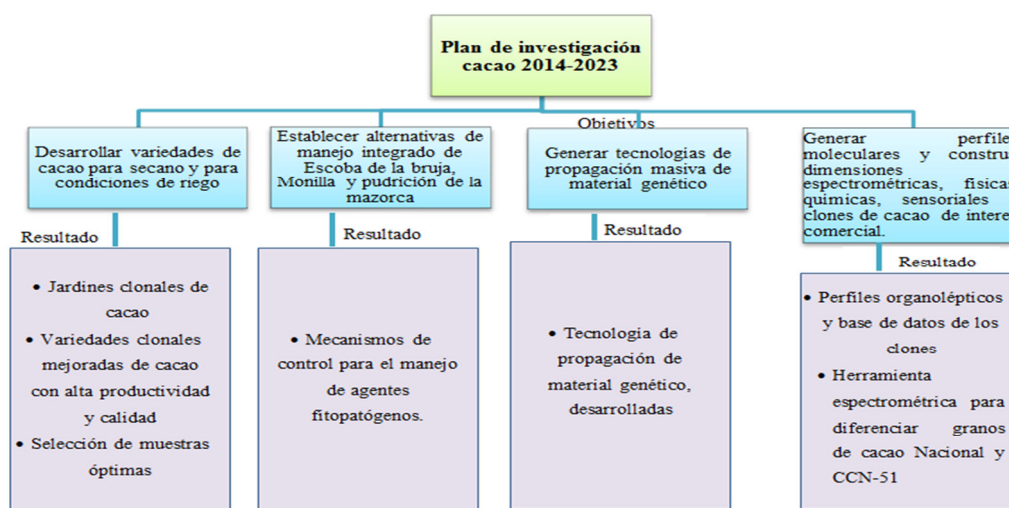 Plan de investigación
cacao 2014-2023
Objetivos
Desarrollar variedades de
cacao para secano y para
condiciones de riego
Resultado
• Jardines clonales de
cacao
• Variedades clonales
mejoradas de cacao
con alta productividad
y calidad
• Selección de muestras
óptimas
Establecer alternativas de
manejo integrado de
Escoba de la bruja,
Monilla y pudrición de la
mazorca
Resultado
• Mecanismos de
control para el manejo
de agentes
fitopatógenos.
Generar tecnologías de
propagación masiva de
material genético
Resultado
• Tecnología de
propagación de
material genético,
desarrolladas
Generar
moleculares y
dimensiones
espectrométricas,
químicas, sensoriales
clones de cacao de
comercial.
Resultado
• Perfiles organolépticos
y base de datos de los
clones
• Herramienta
espectrométrica para
diferenciar granos
de cacao Nacional y
CCN-51